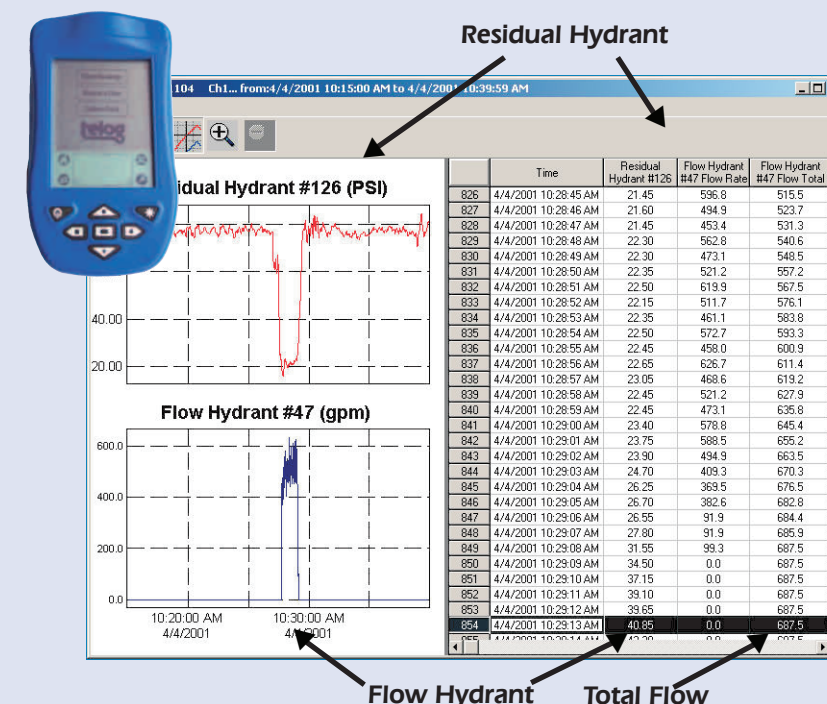 Residual Hydrant
104 Ch1... from:4/4/2001 10:15:00 AM to 4/4/2001 10:39:59 AM
telog
idual Hydrant #126 (PSI)
40.00
20.00
Flow Hydrant #47 (gpm)
600.0
400.0
200.0
0.0
10:20:00 AM 10:30:00 AM
4/4/2001 4/4/2001
Time Residual Hydrant #126 Flow Hydrant #47 Flow Rate Flow Hydrant #47 Flow Total
826 4/4/2001 10:28:45 AM 21.45 596.8 515.5
827 4/4/2001 10:28:46 AM 21.60 494.9 523.7
828 4/4/2001 10:28:47 AM 21.45 453.4 531.3
829 4/4/2001 10:28:48 AM 22.30 562.8 540.6
830 4/4/2001 10:28:49 AM 22.30 473.1 548.5
831 4/4/2001 10:28:50 AM 22.35 521.2 557.2
832 4/4/2001 10:28:51 AM 22.50 619.9 567.5
833 4/4/2001 10:28:52 AM 22.15 511.7 576.1
834 4/4/2001 10:28:53 AM 22.35 461.1 583.8
835 4/4/2001 10:28:54 AM 22.50 572.7 593.3
836 4/4/2001 10:28:55 AM 22.45 458.0 600.9
837 4/4/2001 10:28:56 AM 22.65 626.7 611.4
838 4/4/2001 10:28:57 AM 23.05 468.6 619.2
839 4/4/2001 10:28:58 AM 22.45 521.2 627.9
840 4/4/2001 10:28:59 AM 22.45 473.1 635.8
841 4/4/2001 10:29:00 AM 23.40 578.8 645.4
842 4/4/2001 10:29:01 AM 23.75 588.5 655.2
843 4/4/2001 10:29:02 AM 23.90 494.9 663.5
844 4/4/2001 10:29:03 AM 24.70 409.3 670.3
845 4/4/2001 10:29:04 AM 26.25 369.5 676.5
846 4/4/2001 10:29:05 AM 26.70 382.6 682.8
847 4/4/2001 10:29:06 AM 26.55 91.9 684.4
848 4/4/2001 10:29:07 AM 27.80 91.9 685.9
849 4/4/2001 10:29:08 AM 31.55 99.3 687.5
850 4/4/2001 10:29:09 AM 34.50 0.0 687.5
851 4/4/2001 10:29:10 AM 37.15 0.0 687.5
852 4/4/2001 10:29:11 AM 39.10 0.0 687.5
853 4/4/2001 10:29:12 AM 39.65 0.0 687.5
854 4/4/2001 10:29:13 AM 40.85 0.0 687.5
Flow Hydrant Total Flow